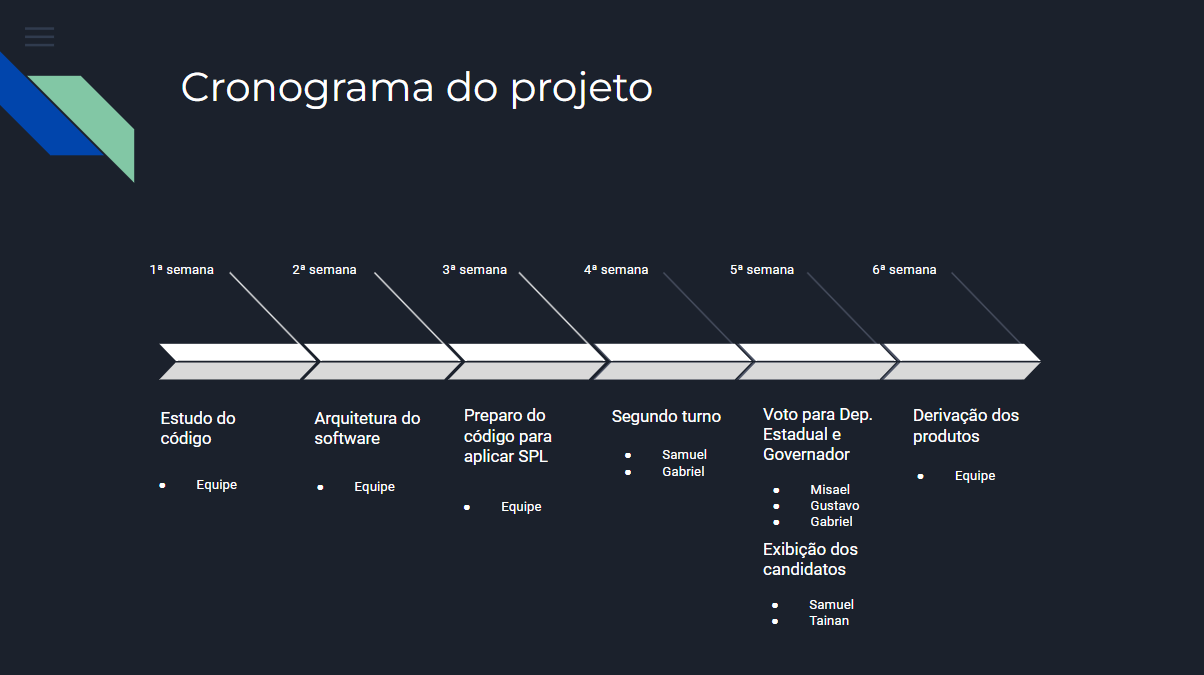 Cronograma do projeto
1ª semana
2ª semana
3ª semana
4ª semana
5ª semana
6ª semana
Estudo do
código
● Equipe
Arquitetura do
software
● Equipe
Preparo do
código para
aplicar SPL
● Equipe
Segundo turno
● Samuel
● Gabriel
Voto para Dep.
Estadual e
Governador
● Misael
● Gustavo
● Gabriel
Exibição dos
candidatos
● Samuel
● Tainan
Derivação dos
produtos
● Equipe